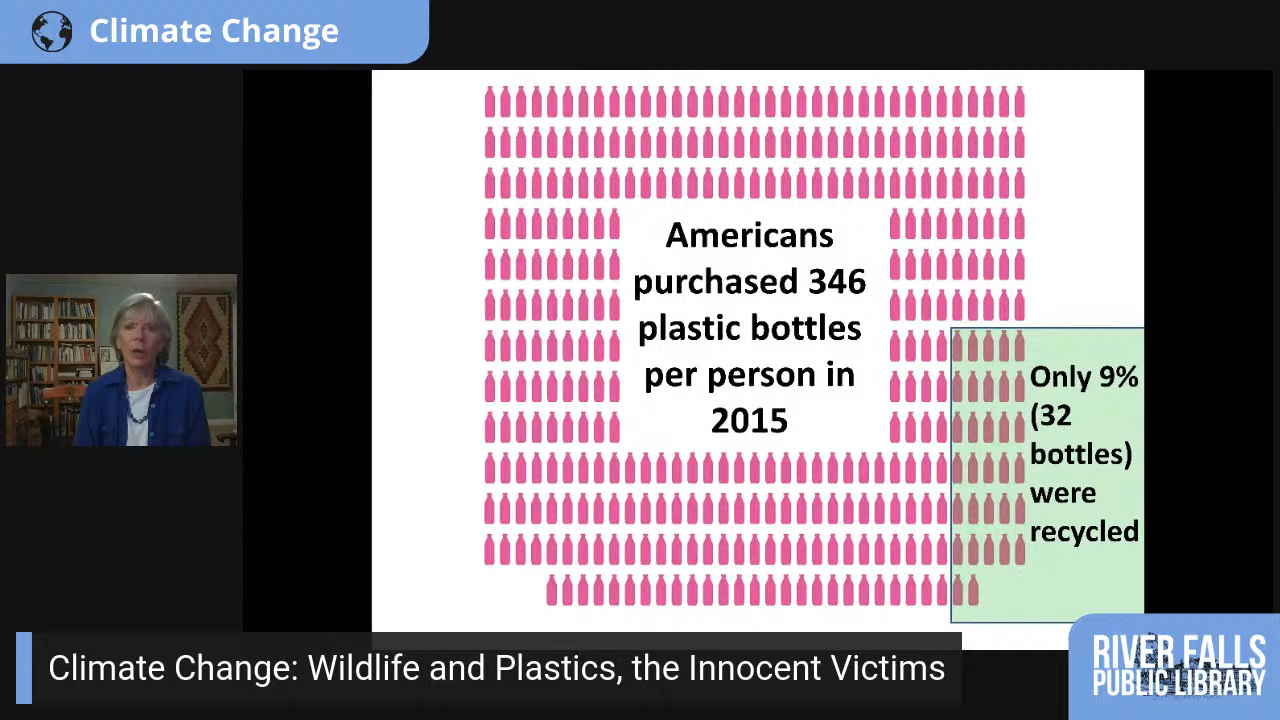 Climate Change
Americans
purchased 346
plastic bottles
per person in
2015
Only 9%
(32
bottles)
were
recycled
Climate Change: Wildlife and Plastics, the Innocent Victims
RIVER FALLS
PUBLIC LIBRARY